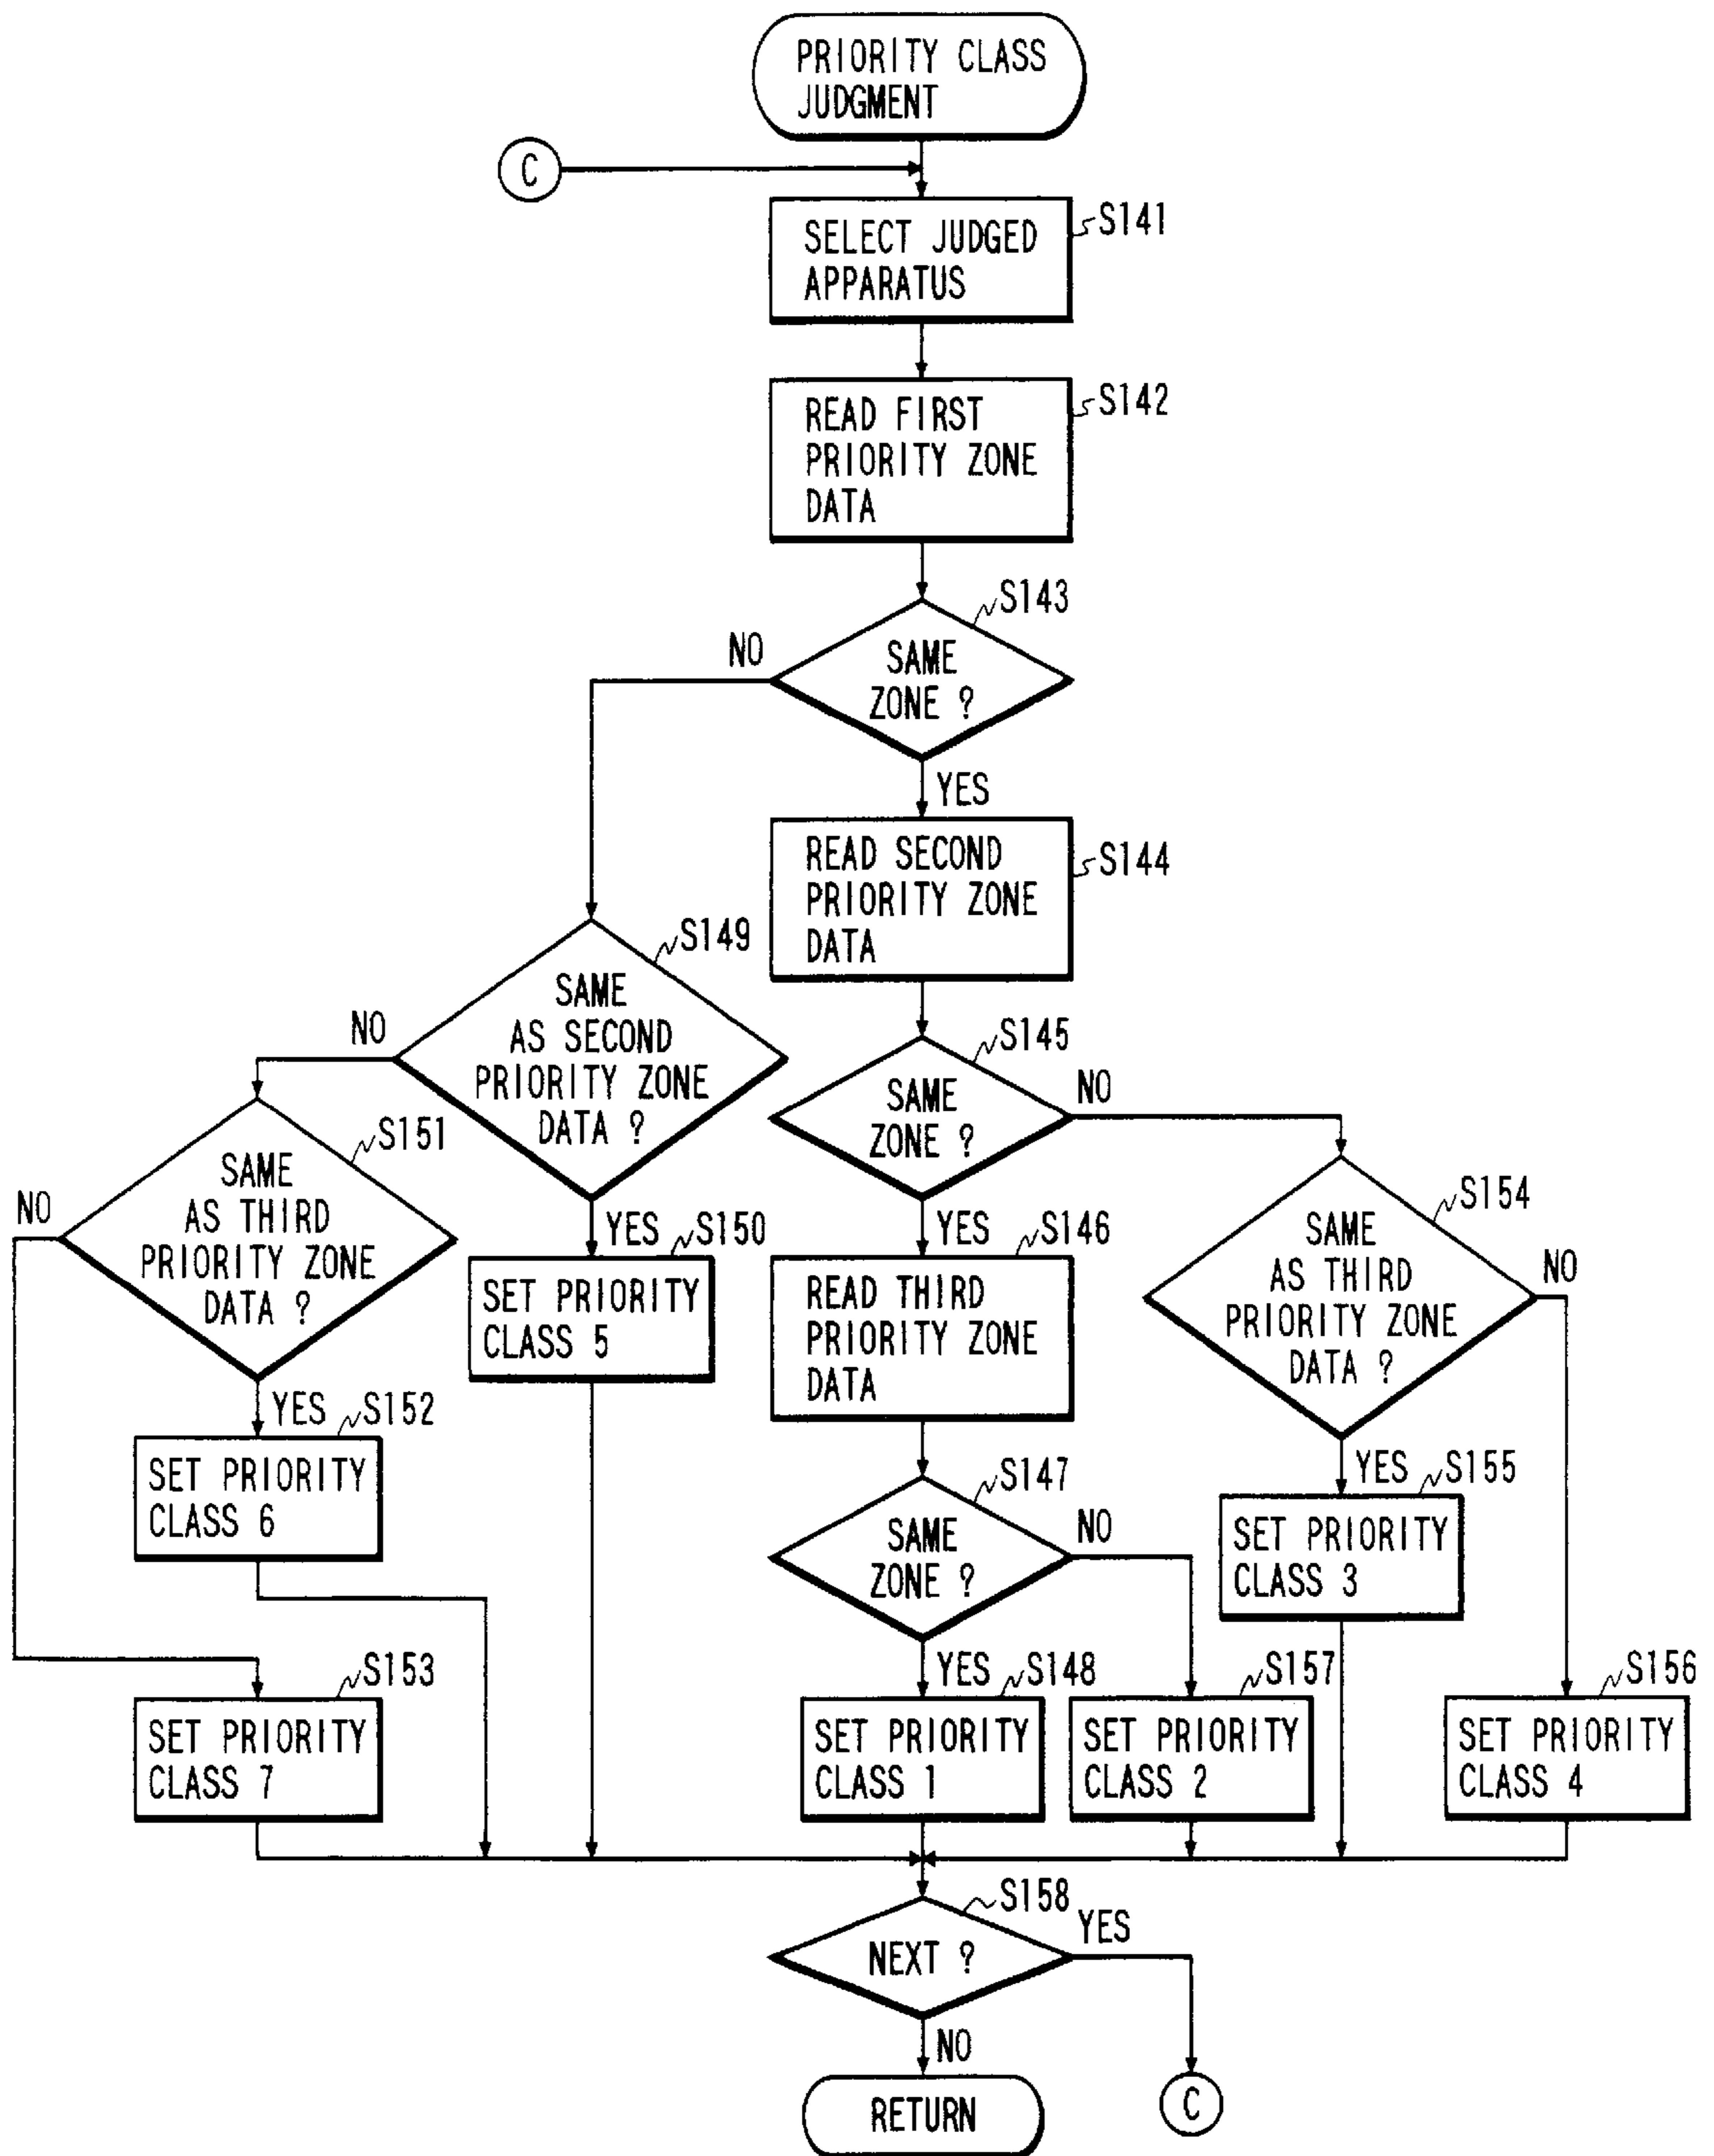 PRIORITY CLASS
JUDGMENT
C
SELECT JUDGED
APPARATUS
S141
READ FIRST
PRIORITY ZONE
DATA
S142
S143
SAME
ZONE ?
NO
YES
READ SECOND
PRIORITY ZONE
DATA
S144
S149
SAME
AS SECOND
PRIORITY ZONE
DATA ?
NO
YES
S150
SET PRIORITY
CLASS 5
S145
SAME
ZONE ?
NO
YES
S146
READ THIRD
PRIORITY ZONE
DATA
S151
SAME
AS THIRD
PRIORITY ZONE
DATA ?
NO
YES
S152
SET PRIORITY
CLASS 6
S154
SAME
AS THIRD
PRIORITY ZONE
DATA ?
NO
YES
S155
SET PRIORITY
CLASS 3
S147
SAME
ZONE ?
NO
YES
S153
SET PRIORITY
CLASS 7
S148
SET PRIORITY
CLASS 1
S157
SET PRIORITY
CLASS 2
S156
SET PRIORITY
CLASS 4
S158
NEXT ?
YES
NO
RETURN
C